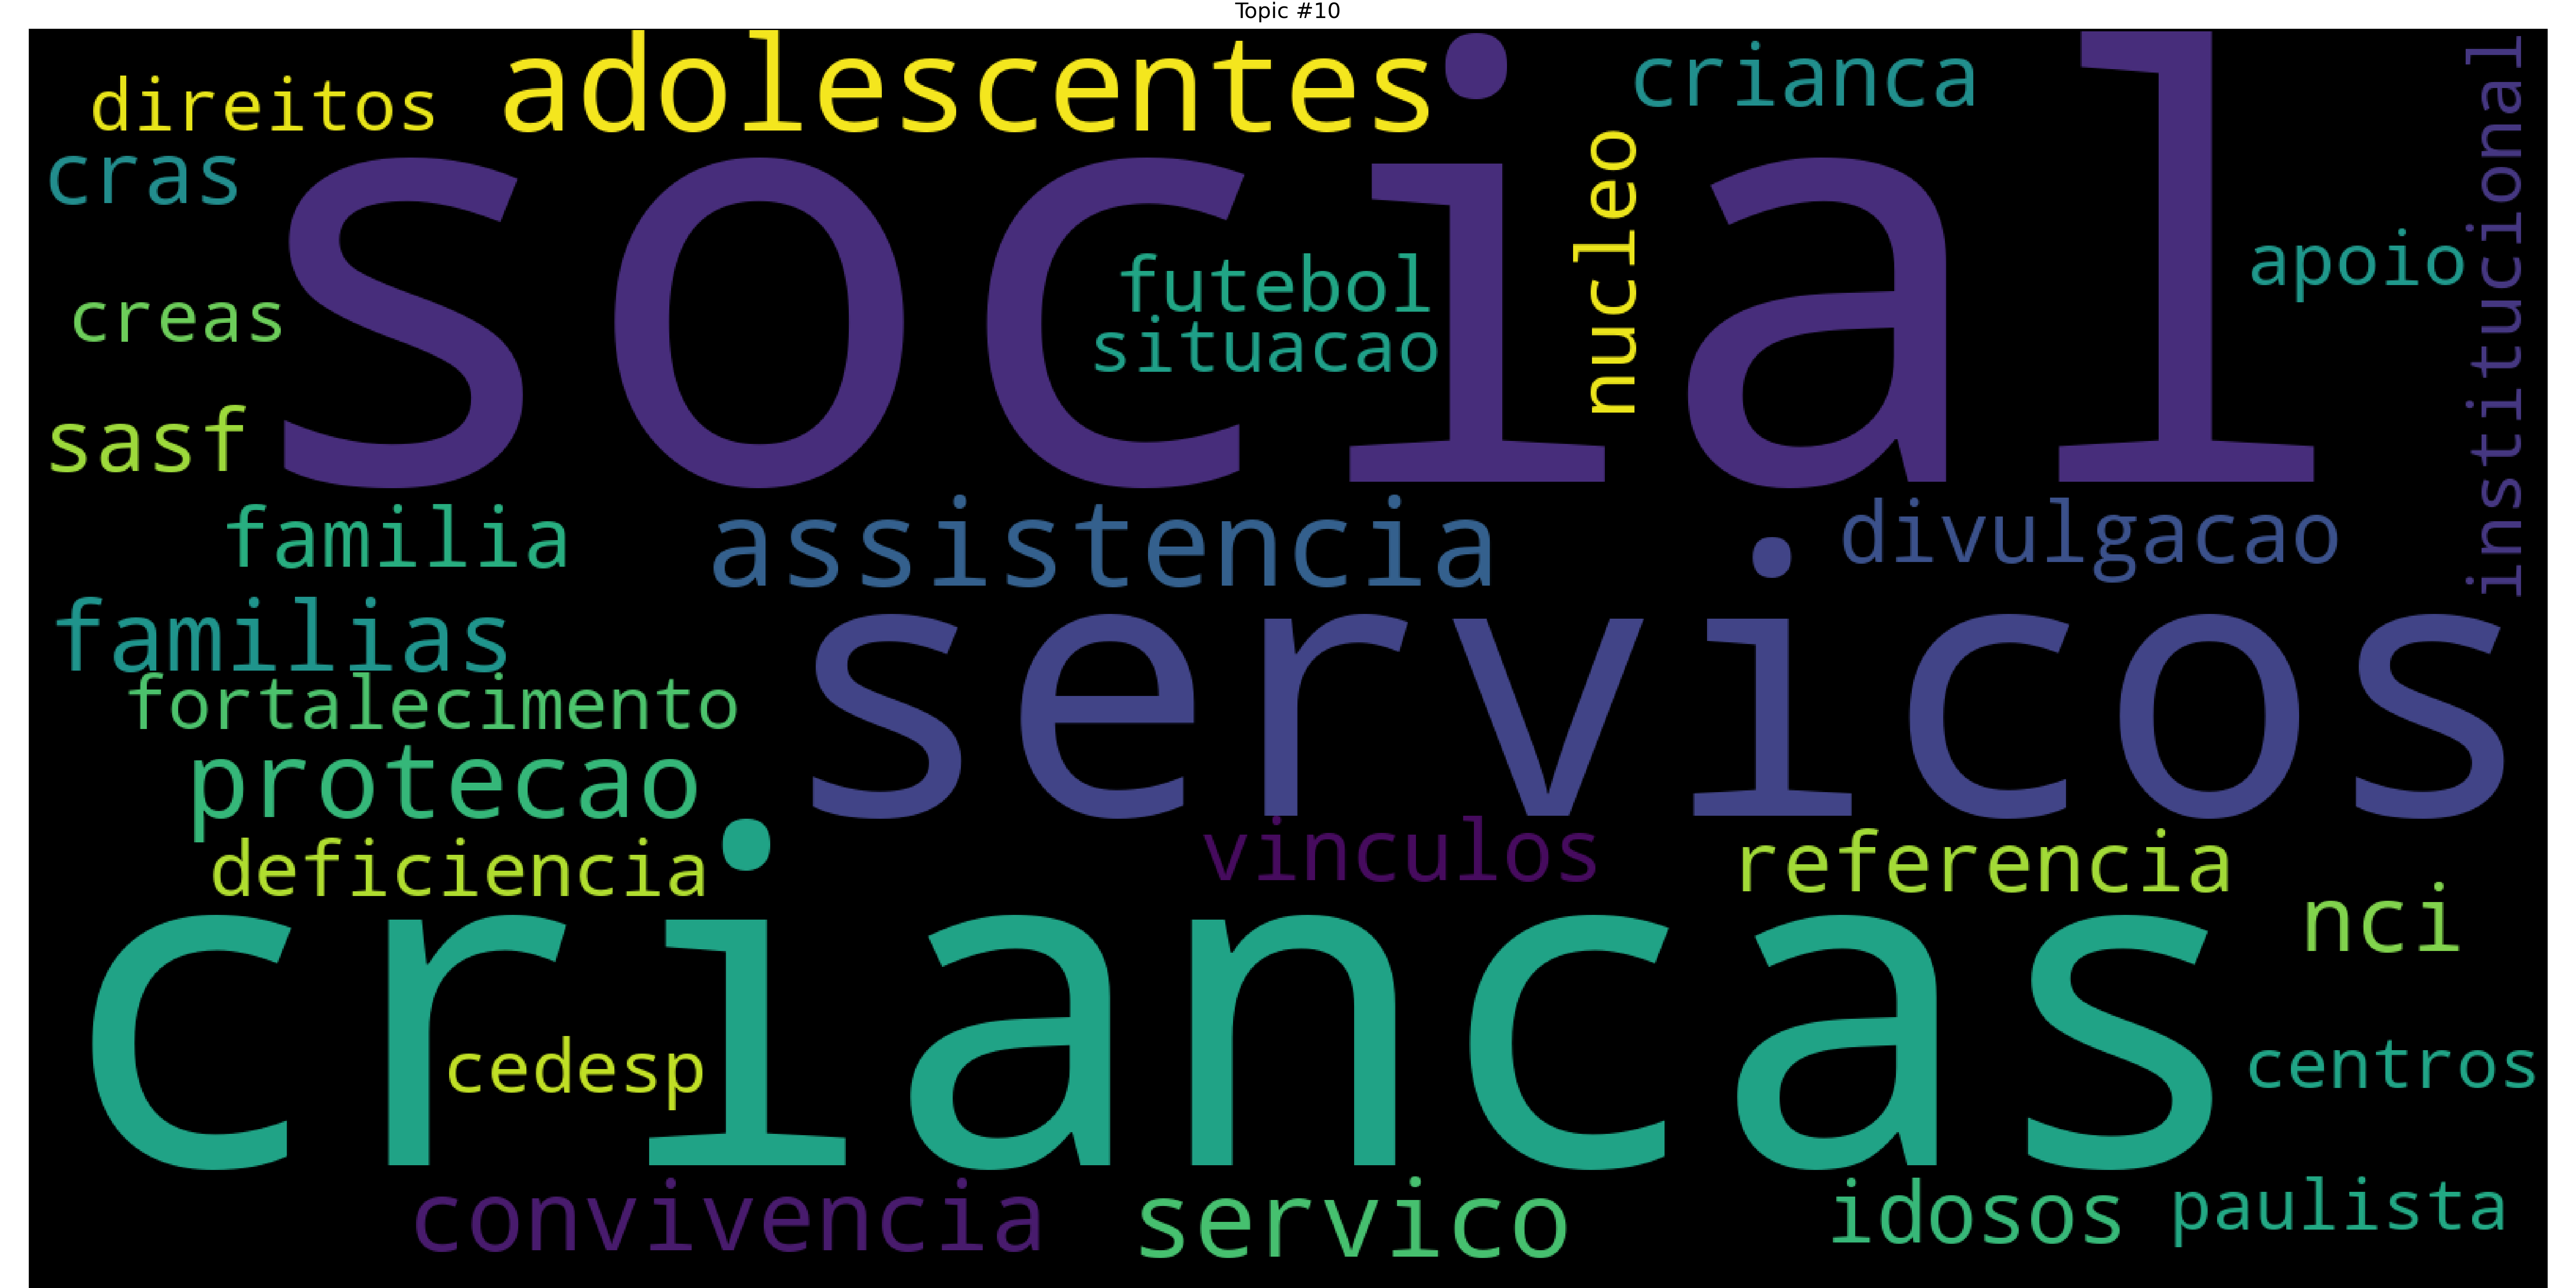 Topic #10
adolescentes
crianca
direitos
cras
social
nucleo
institucional
futebol
apoio
creas
situacao
sasf
familia
assistencia
divulgacao
familias
servicos
fortalecimento
protecao
deficiencia
vinculos
referencia
nci
criancas
cedesp
centros
convivencia
servico
idosos
paulista